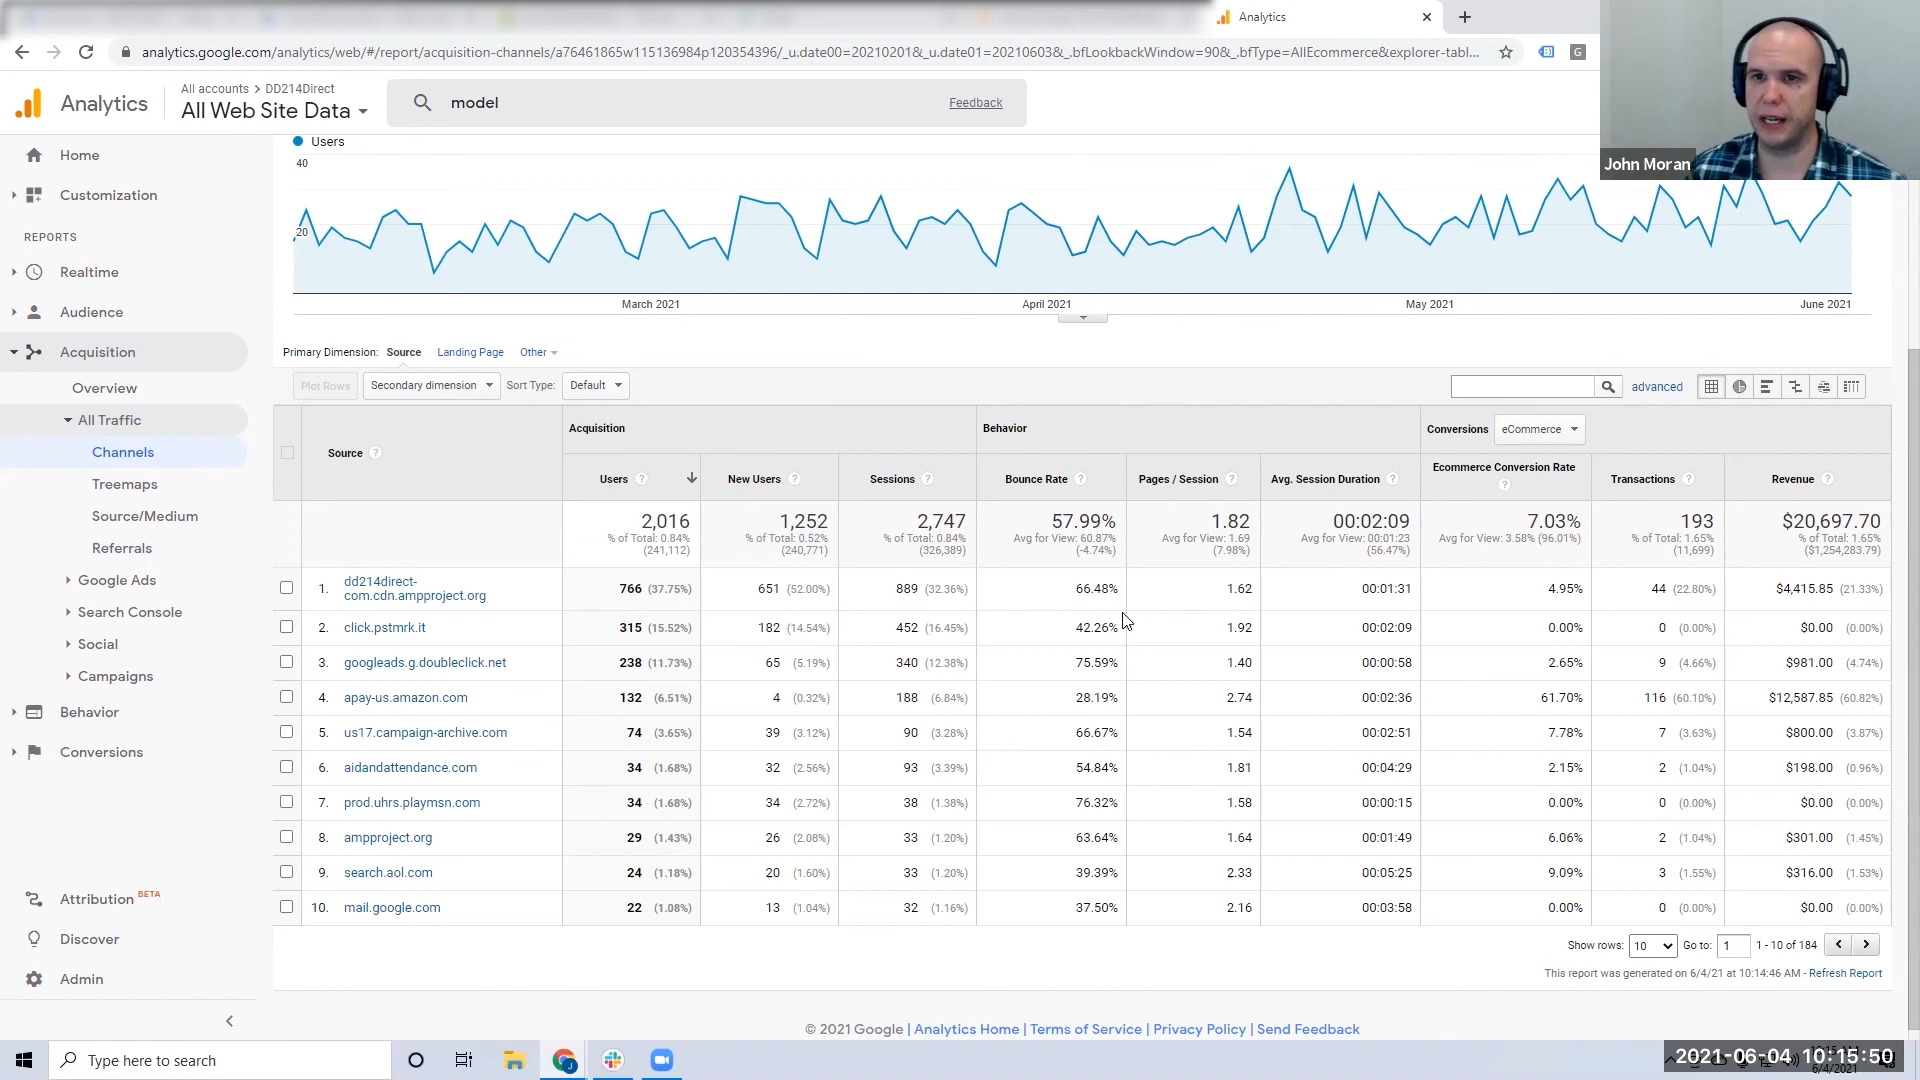 Analytics
analytics.google.com/analytics/web/#/report/acquisition-channels/a76461865w115136984p120354396/_u.date00=20210201&_u.date01=20210603&_.bfLookbackWindow=90&_.bfType=AllEcommerce&explorer-tabl...
G
Analytics
All accounts > DD214Direct
All Web Site Data
model
Feedback
John Moran
Home
Customization
REPORTS
Realtime
Audience
Acquisition
Overview
All Traffic
Channels
Treemaps
Source/Medium
Referrals
Google Ads
Search Console
Social
Campaigns
Behavior
Conversions
Attribution BETA
Discover
Admin
Users
40
20
March 2021 April 2021 May 2021 June 2021
Primary Dimension: Source Landing Page Other
Plot Rows Secondary dimension Sort Type: Default advanced
Source ? Acquisition Behavior Conversions eCommerce
Users ? New Users ? Sessions ? Bounce Rate ? Pages / Session ? Avg. Session Duration ? Ecommerce Conversion Rate ? Transactions ? Revenue ?
2,016 1,252 2,747 57.99% 1.82 00:02:09 7.03% 193 $20,697.70
% of Total: 0.84% % of Total: 0.52% % of Total: 0.84% Avg for View: 60.87% Avg for View: 1.69 Avg for View: 00:01:23 Avg for View: 3.58% (96.01%) % of Total: 1.65% % of Total: 1.65%
(241,112) (240,771) (326,389) (-4.74%) (7.98%) (56.47%) (11,699) ($1,254,283.79)
1. dd214direct-com.cdn.ampproject.org 766 (37.75%) 651 (52.00%) 889 (32.36%) 66.48% 1.62 00:01:31 4.95% 44 (22.80%) $4,415.85 (21.33%)
2. click.pstmrk.it 315 (15.52%) 182 (14.54%) 452 (16.45%) 42.26% 1.92 00:02:09 0.00% 0 (0.00%) $0.00 (0.00%)
3. googleads.g.doubleclick.net 238 (11.73%) 65 (5.19%) 340 (12.38%) 75.59% 1.40 00:00:58 2.65% 9 (4.66%) $981.00 (4.74%)
4. apay-us.amazon.com 132 (6.51%) 4 (0.32%) 188 (6.84%) 28.19% 2.74 00:02:36 61.70% 116 (60.10%) $12,587.85 (60.82%)
5. us17.campaign-archive.com 74 (3.65%) 39 (3.12%) 90 (3.28%) 66.67% 1.54 00:02:51 7.78% 7 (3.63%) $800.00 (3.87%)
6. aidandattendance.com 34 (1.68%) 32 (2.56%) 93 (3.39%) 54.84% 1.81 00:04:29 2.15% 2 (1.04%) $198.00 (0.96%)
7. prod.uhrs.playmsn.com 34 (1.68%) 34 (2.72%) 38 (1.38%) 76.32% 1.58 00:00:15 0.00% 0 (0.00%) $0.00 (0.00%)
8. ampproject.org 29 (1.43%) 26 (2.08%) 33 (1.20%) 63.64% 1.64 00:01:49 6.06% 2 (1.04%) $301.00 (1.45%)
9. search.aol.com 24 (1.18%) 20 (1.60%) 33 (1.20%) 39.39% 2.33 00:05:25 9.09% 3 (1.55%) $316.00 (1.53%)
10. mail.google.com 22 (1.08%) 13 (1.04%) 32 (1.16%) 37.50% 2.16 00:03:58 0.00% 0 (0.00%) $0.00 (0.00%)
Show rows: 10 Go to: 1 1 - 10 of 184
This report was generated on 6/4/21 at 10:14:46 AM - Refresh Report
© 2021 Google | Analytics Home | Terms of Service | Privacy Policy | Send Feedback
Type here to search
2021-06-04 10:15:50
6/4/2021